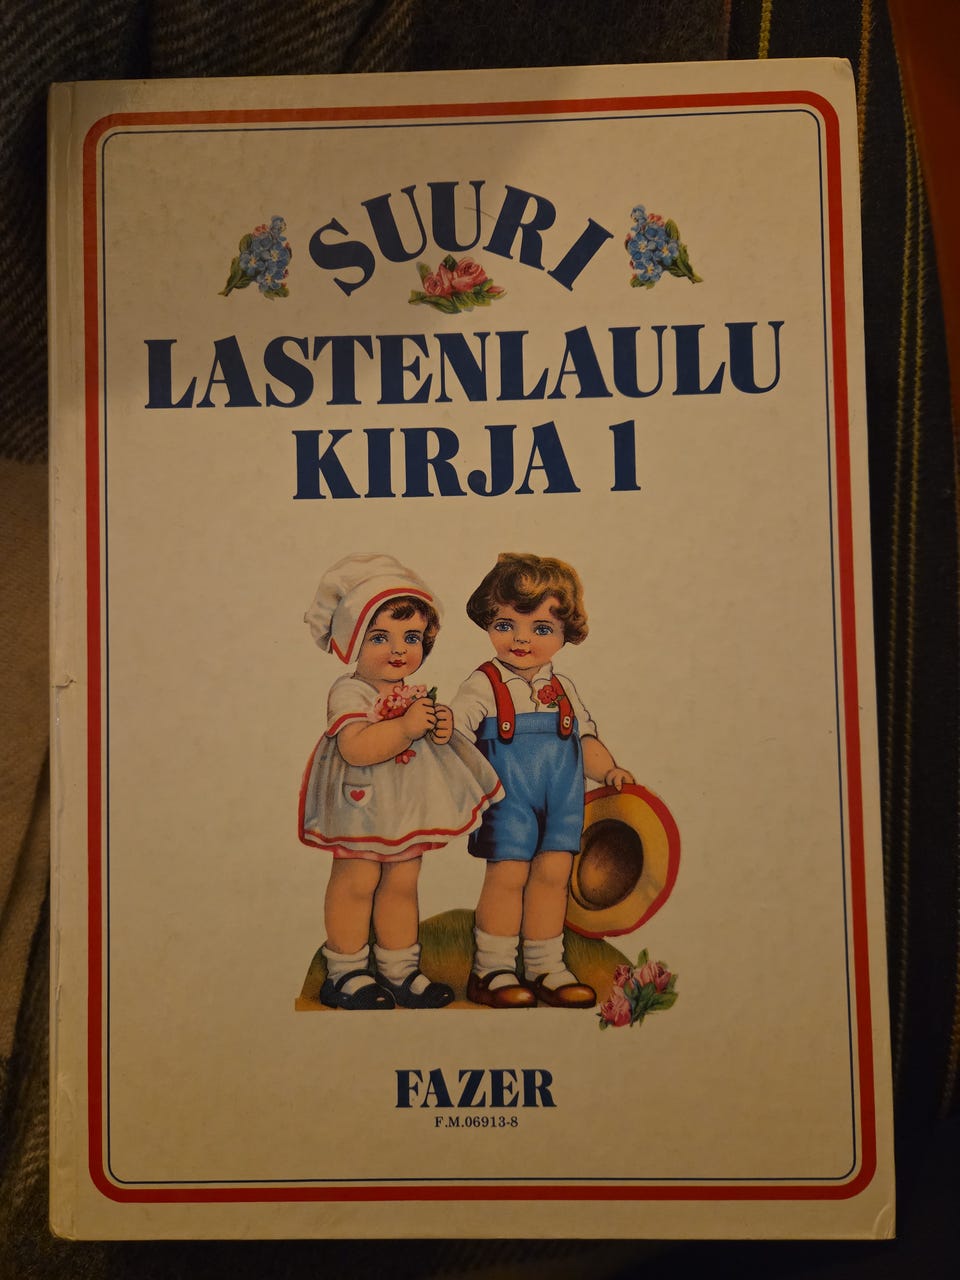 SUURI
LASTENLAULU
KIRJA 1
FAZER
F.M.06913-8